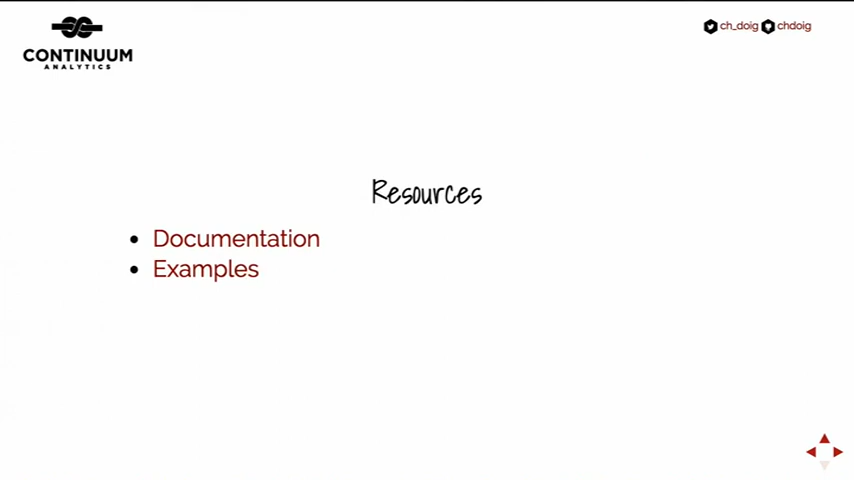 CONTINUUM
ANALYTICS
ch_doig chdoig
Resources
Documentation
Examples